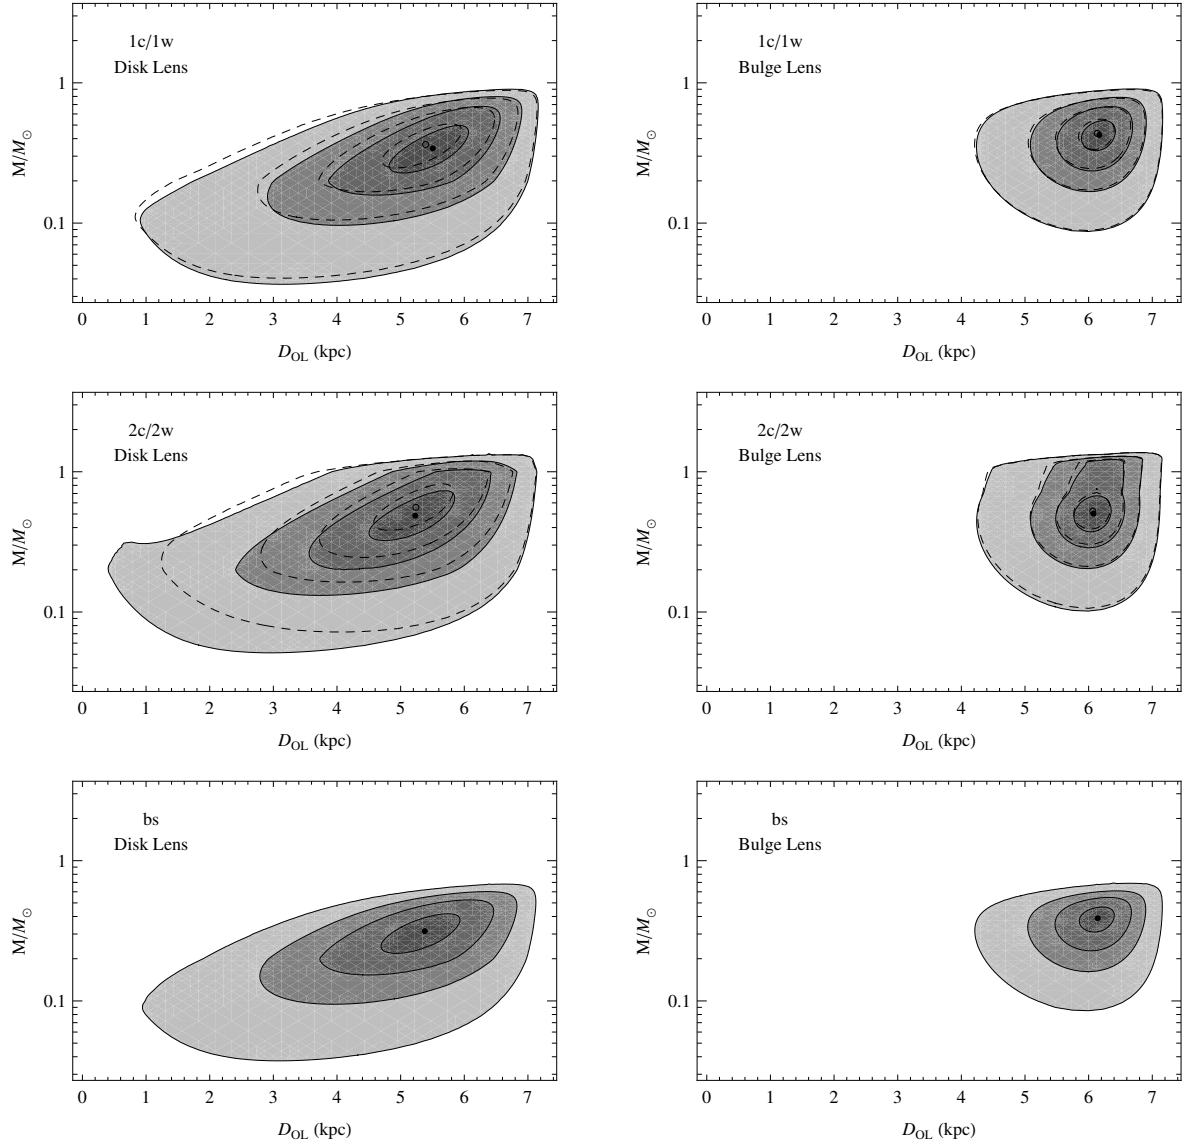 1c/1w
Disk Lens
M/M☉
1
0.1
0 1 2 3 4 5 6 7
D_OL (kpc)
1c/1w
Bulge Lens
M/M☉
1
0.1
0 1 2 3 4 5 6 7
D_OL (kpc)
2c/2w
Disk Lens
M/M☉
1
0.1
0 1 2 3 4 5 6 7
D_OL (kpc)
2c/2w
Bulge Lens
M/M☉
1
0.1
0 1 2 3 4 5 6 7
D_OL (kpc)
bs
Disk Lens
M/M☉
1
0.1
0 1 2 3 4 5 6 7
D_OL (kpc)
bs
Bulge Lens
M/M☉
1
0.1
0 1 2 3 4 5 6 7
D_OL (kpc)